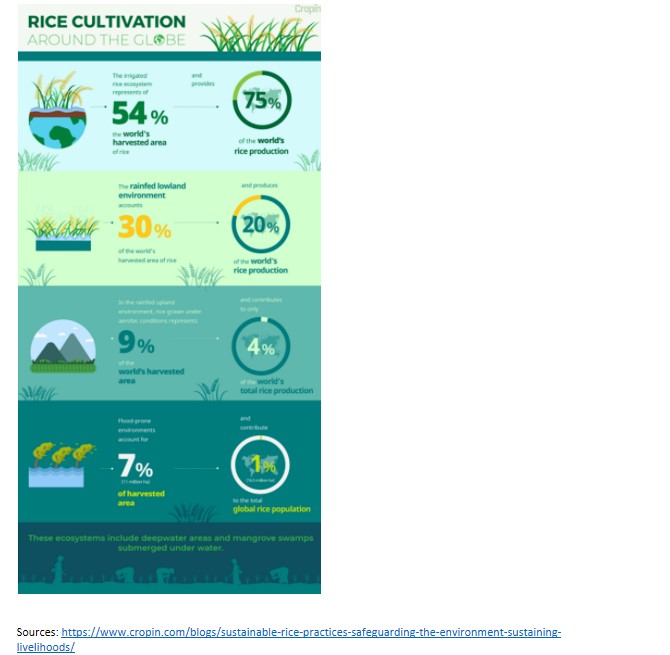 Cropin
RICE CULTIVATION
AROUND THE GLOBE
The irrigated
rice ecosystem
represents of
54 %
the world's
harvested area
of rice
and
provides
75%
of the world's
rice production
The rainfed lowland
environment
accounts
30 %
of the world's
harvested area of rice
and produces
20%
of the world's
rice production
In the rainfed upland
environment, rice grown under
aerobic conditions represents
9 %
of the
world's harvested
area
and contributes
to only
4%
of the world's
total rice production
Flood-prone
environments
account for
7%
(11 million ha)
of harvested
area
and
contribute
1%
to the total
global rice population
These ecosystems include deepwater areas and mangrove swamps
submerged under water.
Sources: https://www.cropin.com/blogs/sustainable-rice-practices-safeguarding-the-environment-sustaining-
livelihoods/